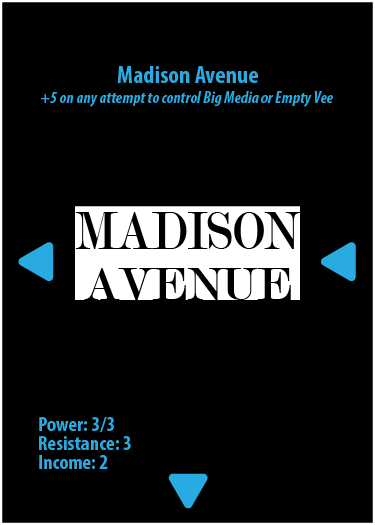 Madison Avenue
+5 on any attempt to control Big Media or Empty Vee
MADISON
AVENUE
Power: 3/3
Resistance: 3
Income: 2